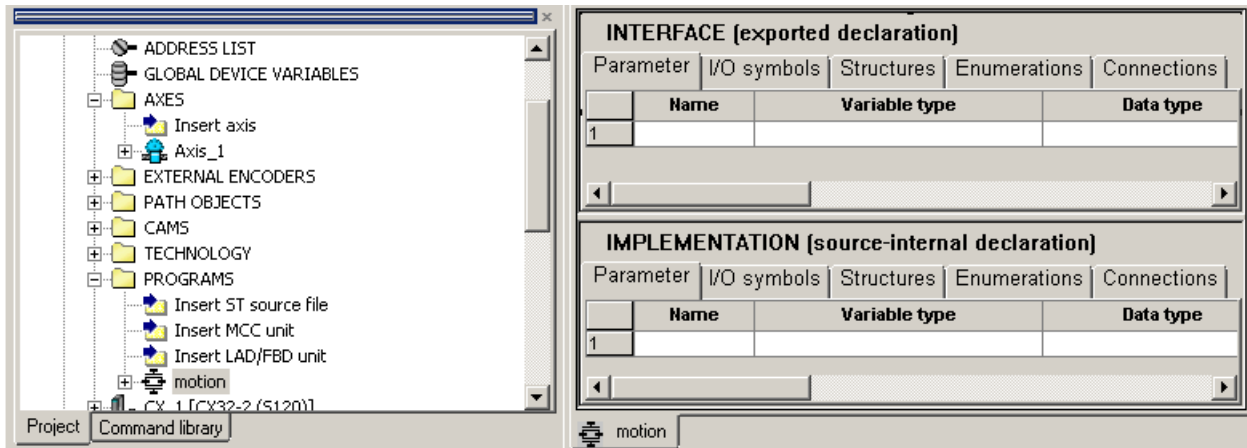 ADDRESS LIST
GLOBAL DEVICE VARIABLES
AXES
Insert axis
Axis_1
EXTERNAL ENCODERS
PATH OBJECTS
CAMS
TECHNOLOGY
PROGRAMS
Insert ST source file
Insert MCC unit
Insert LAD/FBD unit
motion
CX_1 [CX32-2 (S120)]
Project Command library
INTERFACE (exported declaration)
Parameter I/O symbols Structures Enumerations Connections
Name Variable type Data type
1
IMPLEMENTATION (source-internal declaration)
Parameter I/O symbols Structures Enumerations Connections
Name Variable type Data type
1
motion